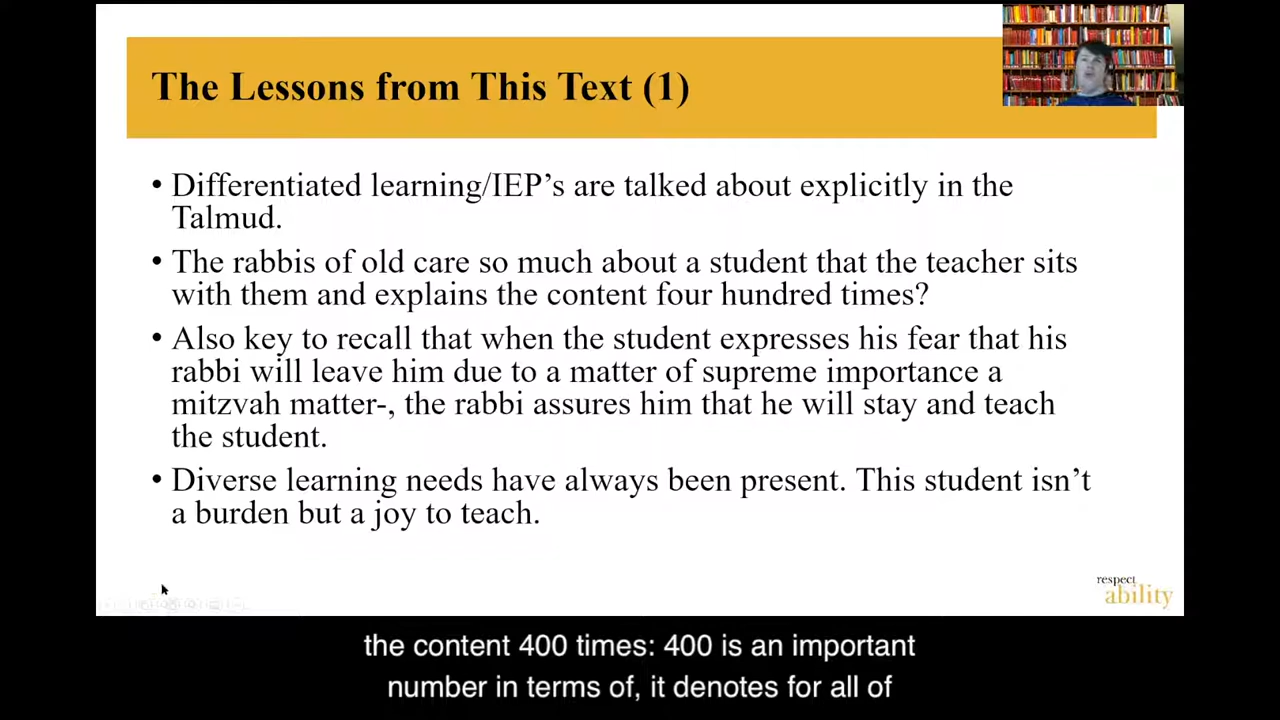 The Lessons from This Text (1)
• Differentiated learning/IEP’s are talked about explicitly in the
Talmud.
• The rabbis of old care so much about a student that the teacher sits
with them and explains the content four hundred times?
• Also key to recall that when the student expresses his fear that his
rabbi will leave him due to a matter of supreme importance a
mitzvah matter-, the rabbi assures him that he will stay and teach
the student.
• Diverse learning needs have always been present. This student isn’t
a burden but a joy to teach.
respect
ability
the content 400 times: 400 is an important
number in terms of, it denotes for all of